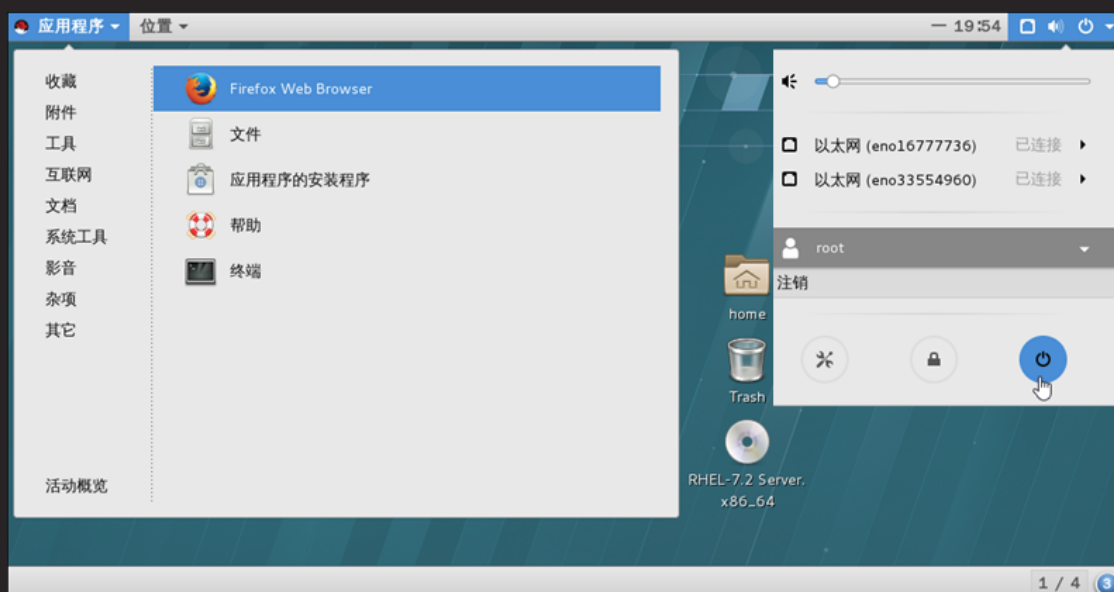 应用程序 位置 一 19:54
收藏
附件
工具
互联网
文档
系统工具
影音
杂项
其它
活动概览
Firefox Web Browser
文件
应用程序的安装程序
帮助
终端
以太网 (eno16777736) 已连接
以太网 (eno33554960) 已连接
root
注销
home
Trash
RHEL-7.2 Server.
x86_64
1 / 4 3